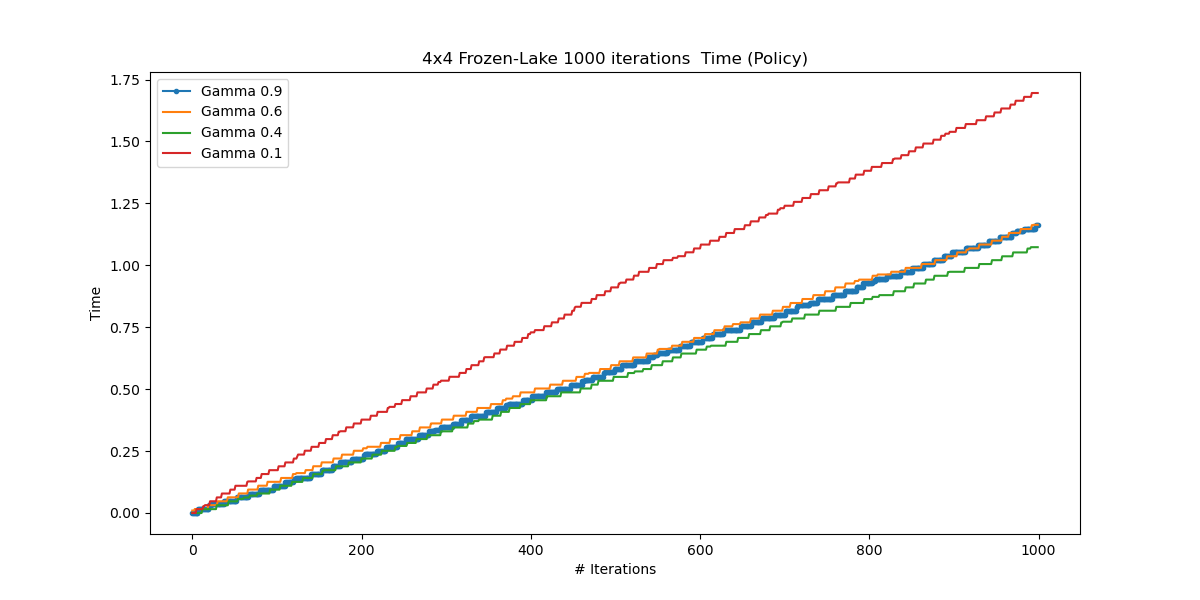 4x4 Frozen-Lake 1000 iterations  Time (Policy)
Gamma 0.9
Gamma 0.6
Gamma 0.4
Gamma 0.1
1.75
1.50
1.25
1.00
0.75
0.50
0.25
0.00
Time
0 200 400 600 800 1000
# Iterations